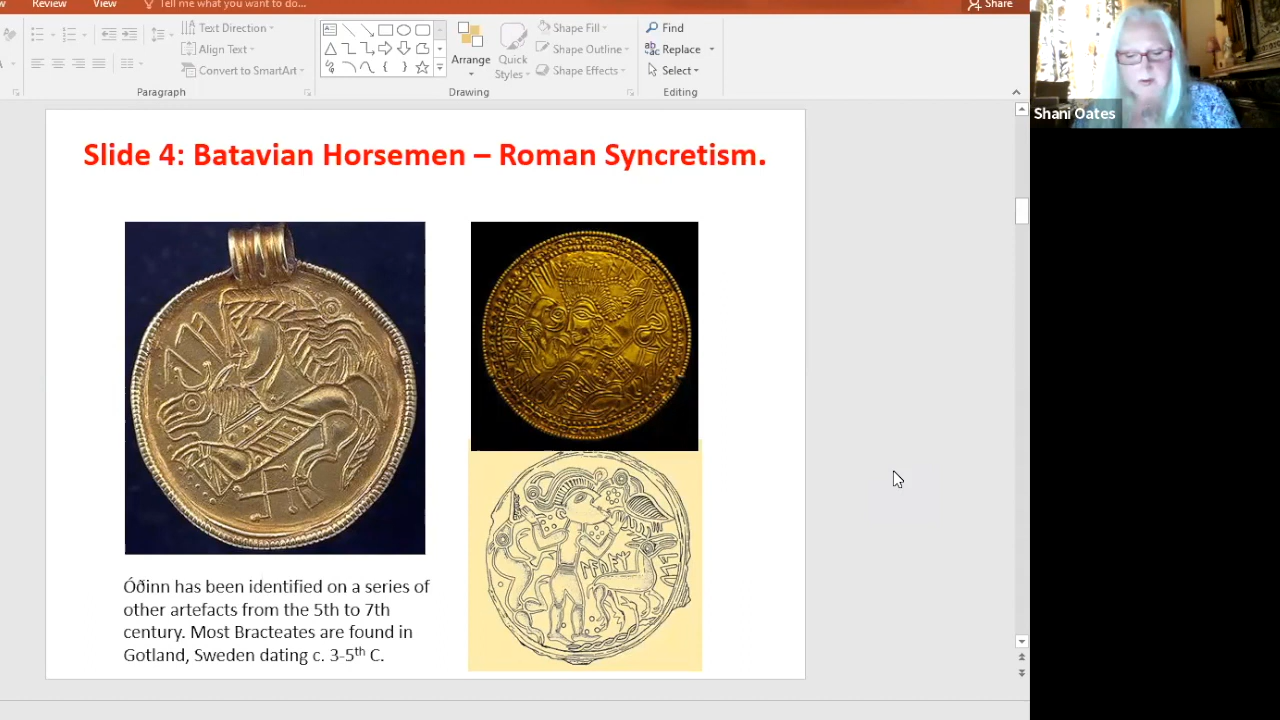 Review
View
Tell me what you want to do...
Share
Text Direction
Align Text
Convert to SmartArt
Paragraph
Arrange
Quick
Styles
Shape Fill
Shape Outline
Shape Effects
Drawing
Find
Replace
Select
Editing
Shani Oates
Slide 4: Batavian Horsemen – Roman Syncretism.
Óðinn has been identified on a series of
other artefacts from the 5th to 7th
century. Most Bracteates are found in
Gotland, Sweden dating c. 3-5th C.